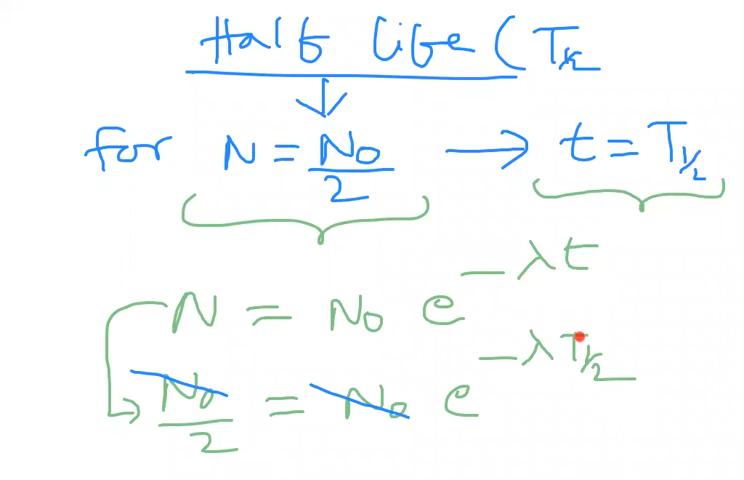 Half life (T½
for N = N₀/2 → t = T½
N = N₀ e^(-λt)
N₀/2 = N₀ e^(-λT½)